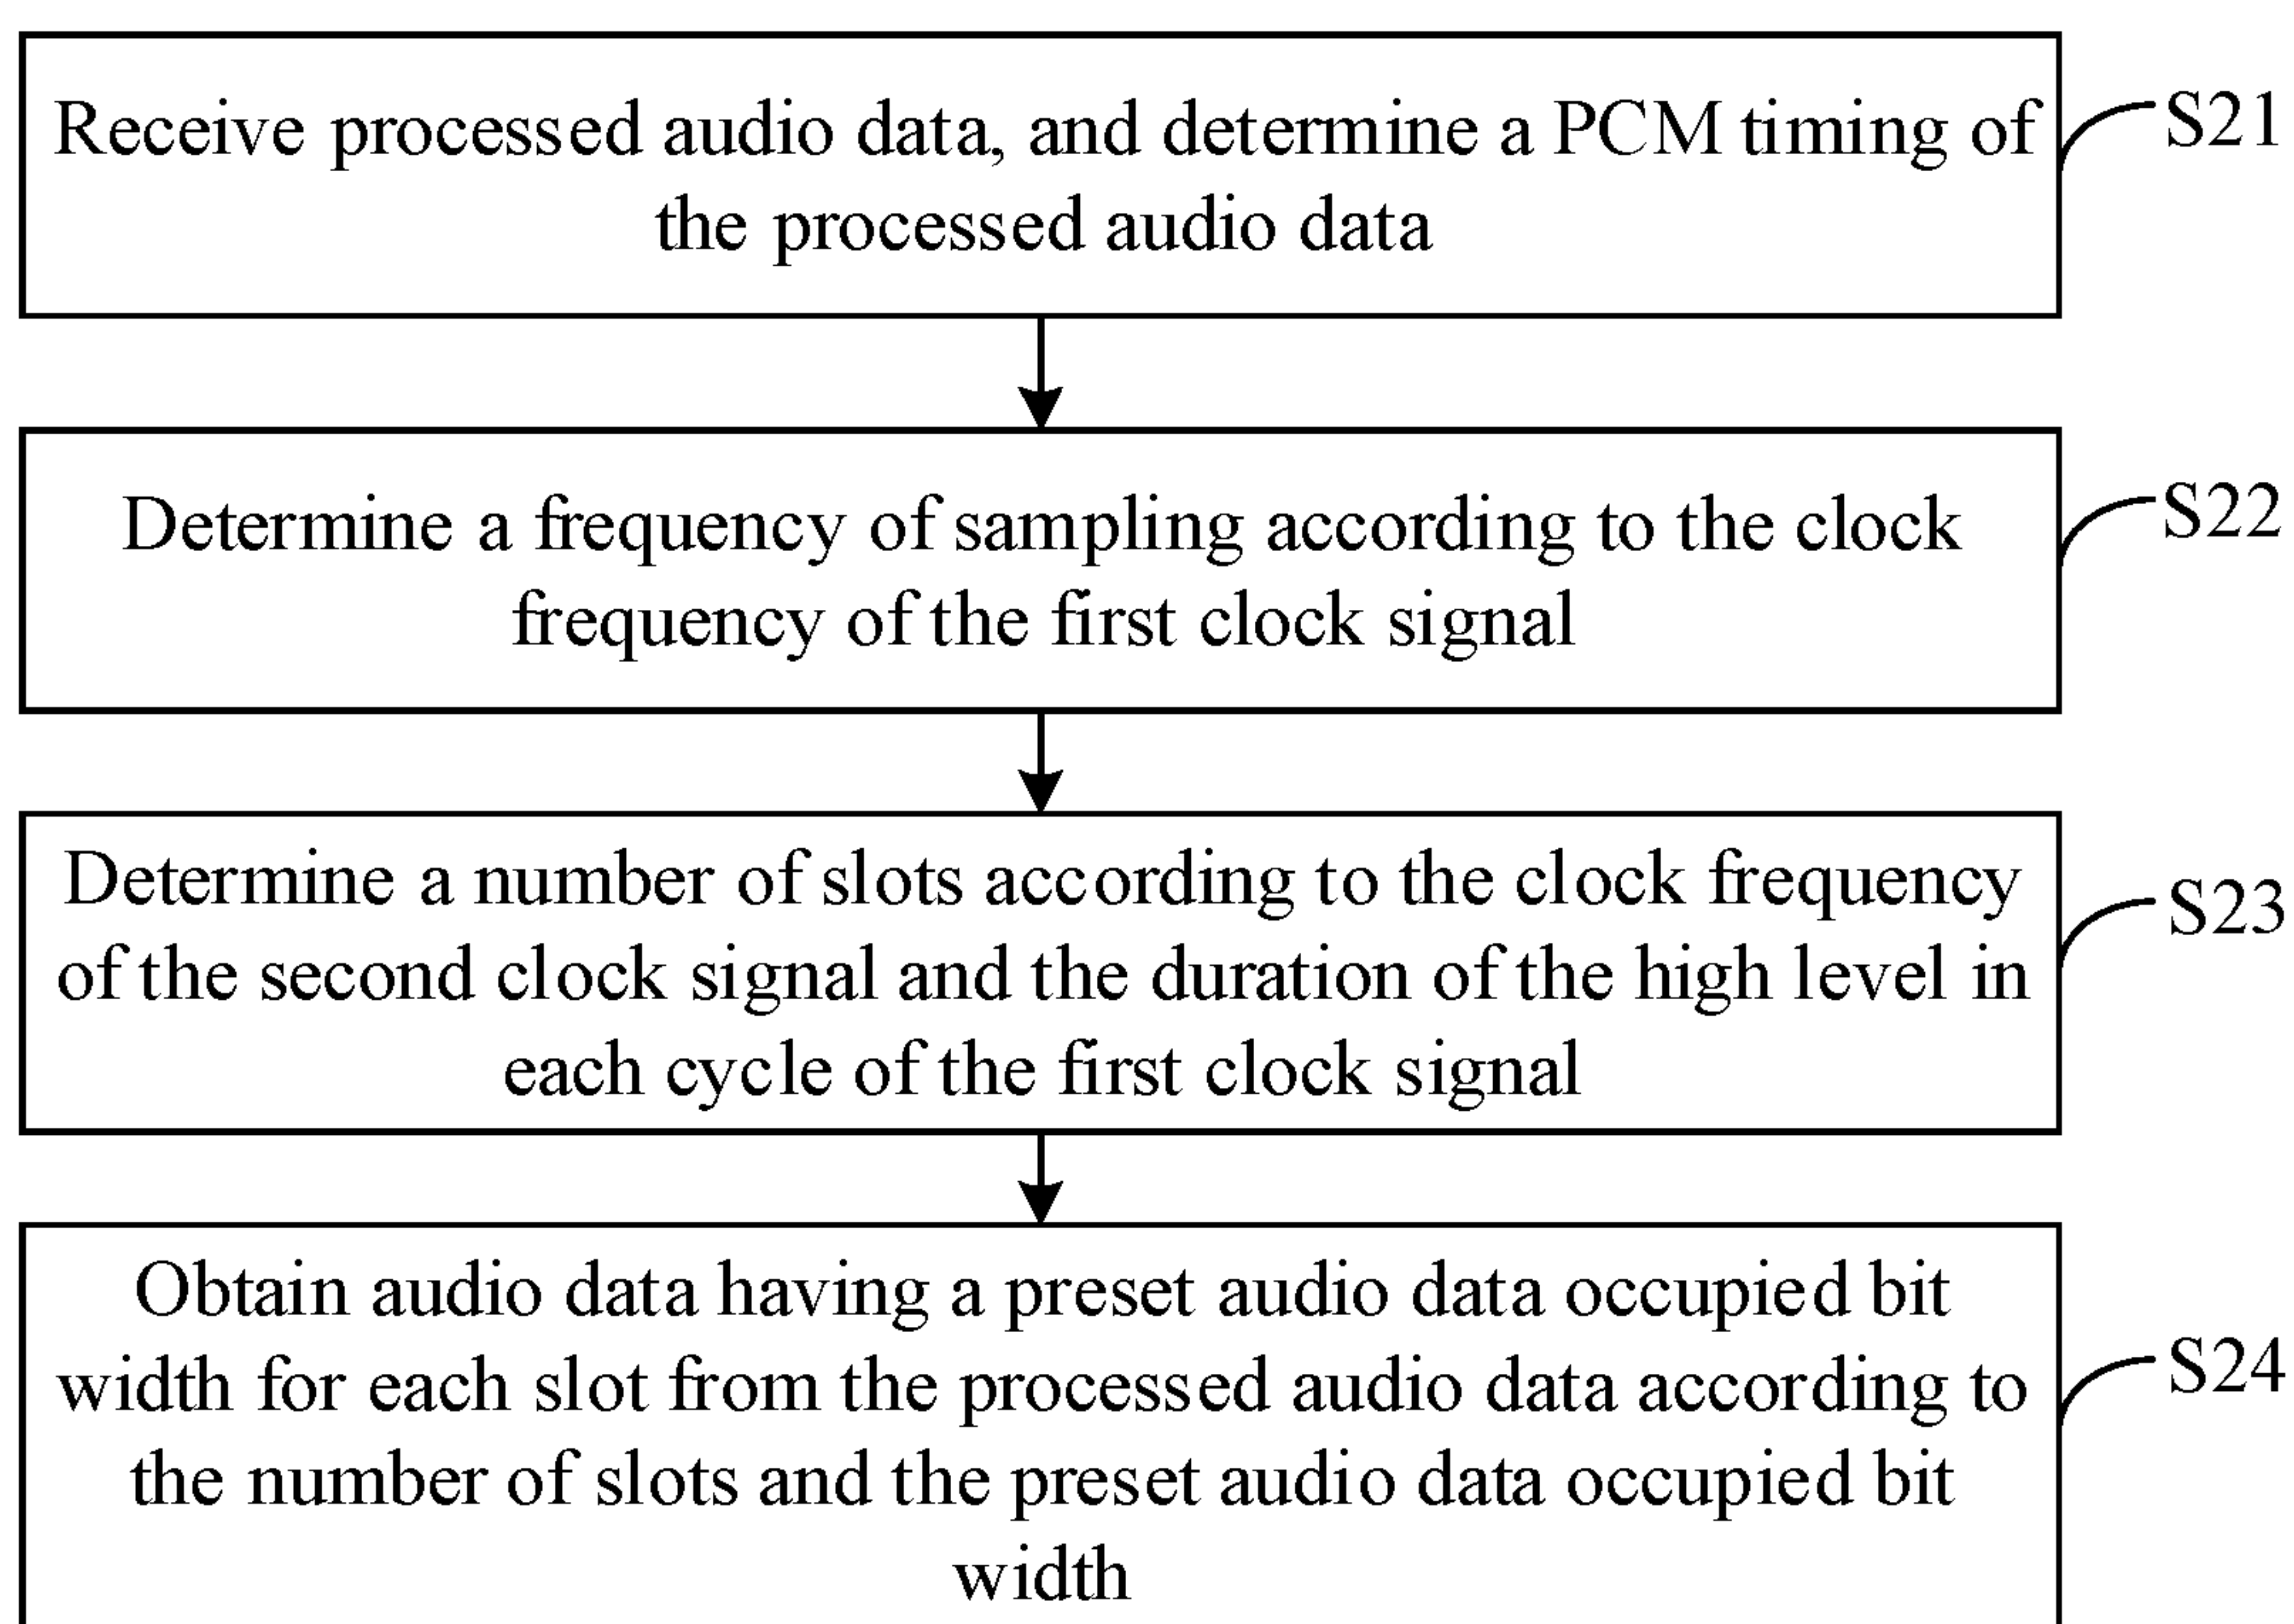 Receive processed audio data, and determine a PCM timing of
the processed audio data
S21
Determine a frequency of sampling according to the clock
frequency of the first clock signal
S22
Determine a number of slots according to the clock frequency
of the second clock signal and the duration of the high level in
each cycle of the first clock signal
S23
Obtain audio data having a preset audio data occupied bit
width for each slot from the processed audio data according to
the number of slots and the preset audio data occupied bit
width
S24